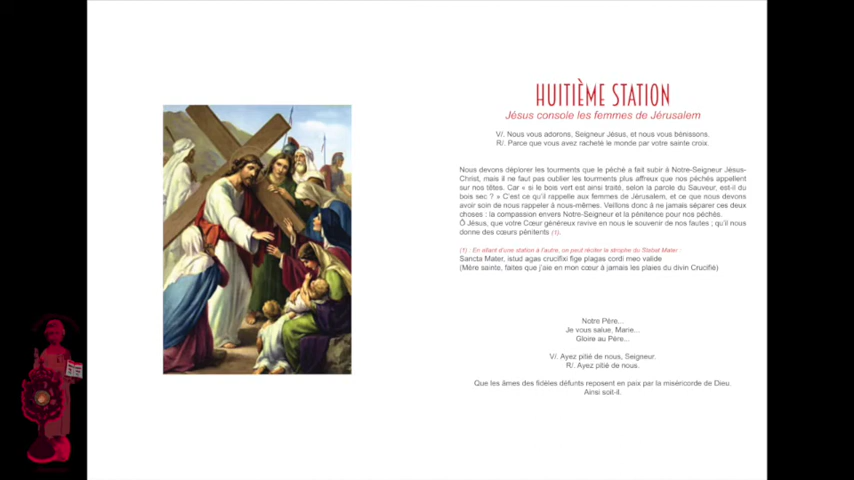 HUITIÈME STATION
Jésus console les femmes de Jérusalem
V/. Nous vous adorons, Seigneur Jésus, et nous vous bénissons.
R/. Parce que vous avez racheté le monde par votre sainte croix.
Nous devons déplorer les tourments que le péché a fait subir à Notre-Seigneur Jésus-
Christ, mais il ne faut pas oublier les tourments plus affreux que nos péchés appellent
sur nos têtes. Car « si le bois vert est ainsi traité, selon la parole du Sauveur, est-il du
bois sec ? » C'est ce qu'il rappelle aux femmes de Jérusalem, et ce que nous devons
avoir soin de nous rappeler à nous-mêmes. Veillons donc à ne jamais séparer ces deux
choses : la compassion envers Notre-Seigneur et la pénitence pour nos péchés.
Ô Jésus, que votre Cœur généreux ravive en nous le souvenir de nos fautes ; qu'il nous
donne des cœurs pénitents (1).
(1) : En allant d'une station à l'autre, on peut réciter la strophe du Stabat Mater :
Sancta Mater, istud agas crucifixi fige plagas cordi meo valide
(Mère sainte, faites que j'aie en mon cœur à jamais les plaies du divin Crucifié)
Notre Père...
Je vous salue, Marie...
Gloire au Père...
V/. Ayez pitié de nous, Seigneur.
R/. Ayez pitié de nous.
Que les âmes des fidèles défunts reposent en paix par la miséricorde de Dieu.
Ainsi soit-il.